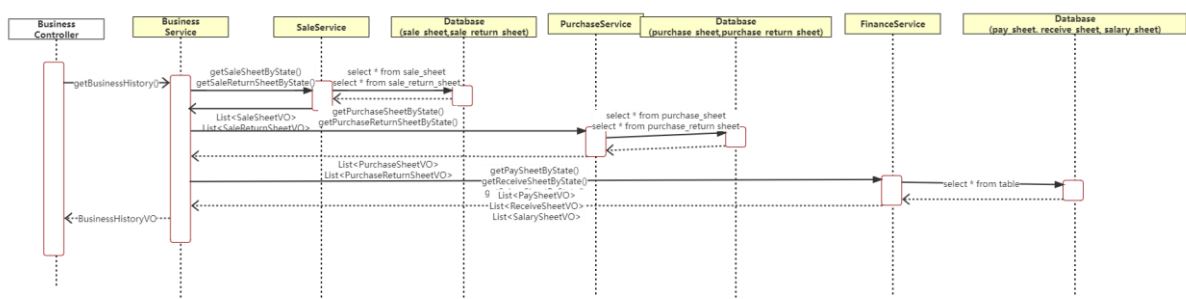 Business
Controller
Business
Service
SaleService
Database
(sale_sheet,sale_return_sheet)
PurchaseService
Database
(purchase_sheet,purchase_return_sheet)
FinanceService
Database
(pay_sheet. receive_sheet, salary_sheet)
getBusinessHistory()
getSaleSheetByState()
getSaleReturnSheetByState()
select * from sale_sheet
select * from sale_return_sheet
List<SaleSheetVO>
List<SaleReturnSheetVO>
getPurchaseSheetByState()
getPurchaseReturnSheetByState()
select * from purchase_sheet
select * from purchase_return sheet
List<PurchaseSheetVO>
List<PurchaseReturnSheetVO>
getPaySheetByState()
getReceiveSheetByState()
select * from table
List<PaySheetVO>
List<ReceiveSheetVO>
List<SalarySheetVO>
BusinessHistoryVO